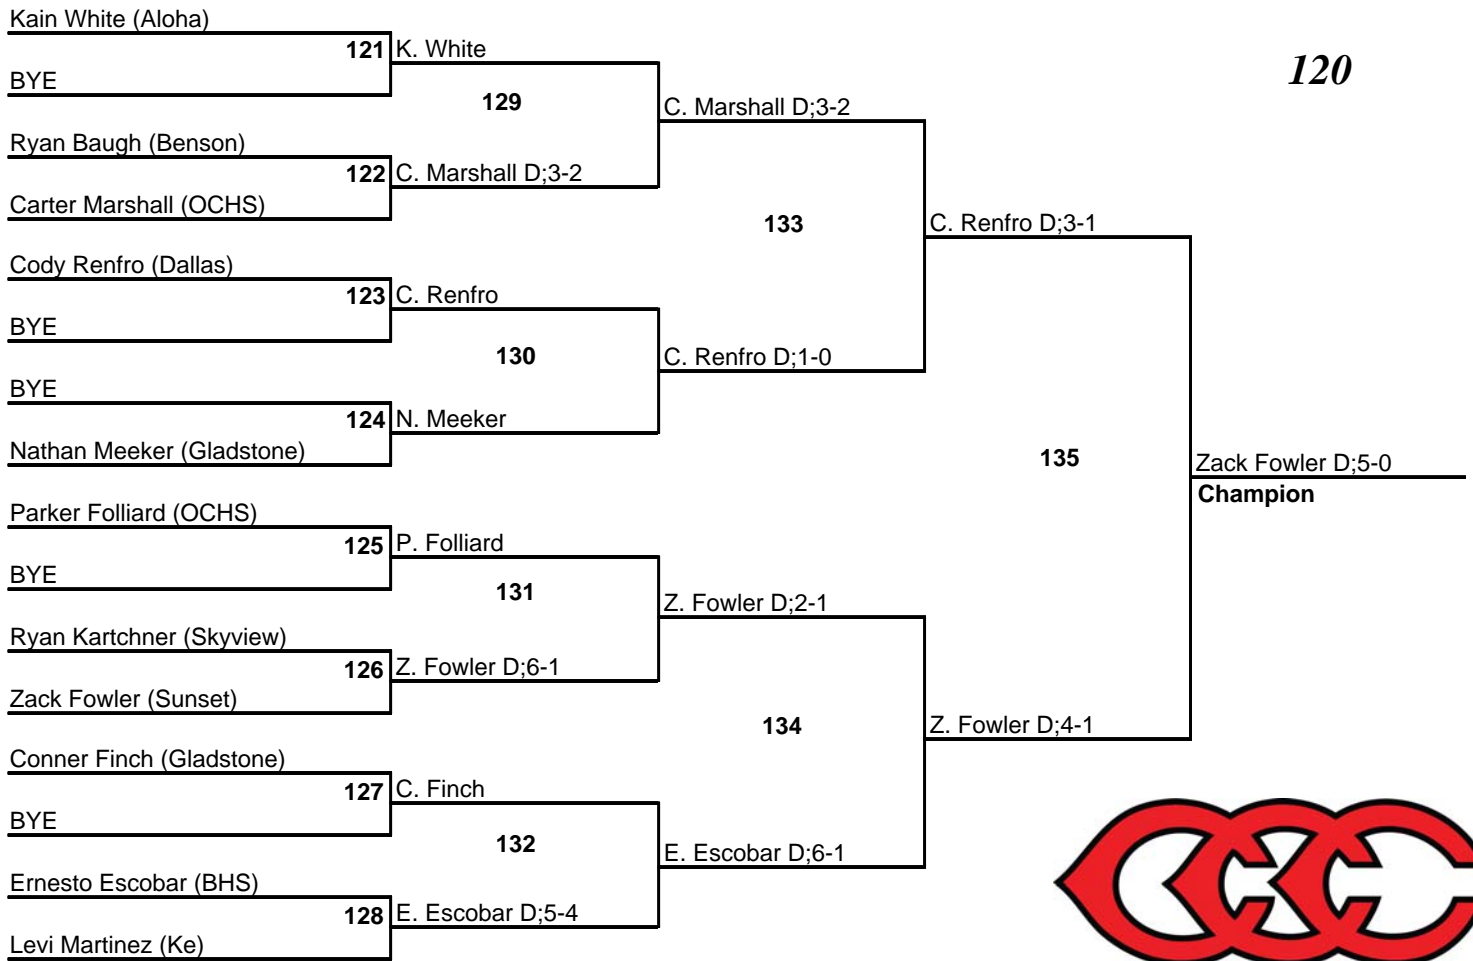 Kain White (Aloha)
121 K. White
BYE
120
129
C. Marshall D;3-2
Ryan Baugh (Benson)
122 C. Marshall D;3-2
Carter Marshall (OCHS)
133
C. Renfro D;3-1
Cody Renfro (Dallas)
123 C. Renfro
BYE
130
C. Renfro D;1-0
BYE
124 N. Meeker
Nathan Meeker (Gladstone)
135
Zack Fowler D;5-0
Champion
Parker Folliard (OCHS)
125 P. Folliard
BYE
131
Z. Fowler D;2-1
Ryan Kartchner (Skyview)
126 Z. Fowler D;6-1
Zack Fowler (Sunset)
134
Z. Fowler D;4-1
Conner Finch (Gladstone)
127 C. Finch
BYE
132
E. Escobar D;6-1
Ernesto Escobar (BHS)
128 E. Escobar D;5-4
Levi Martinez (Ke)
CCC